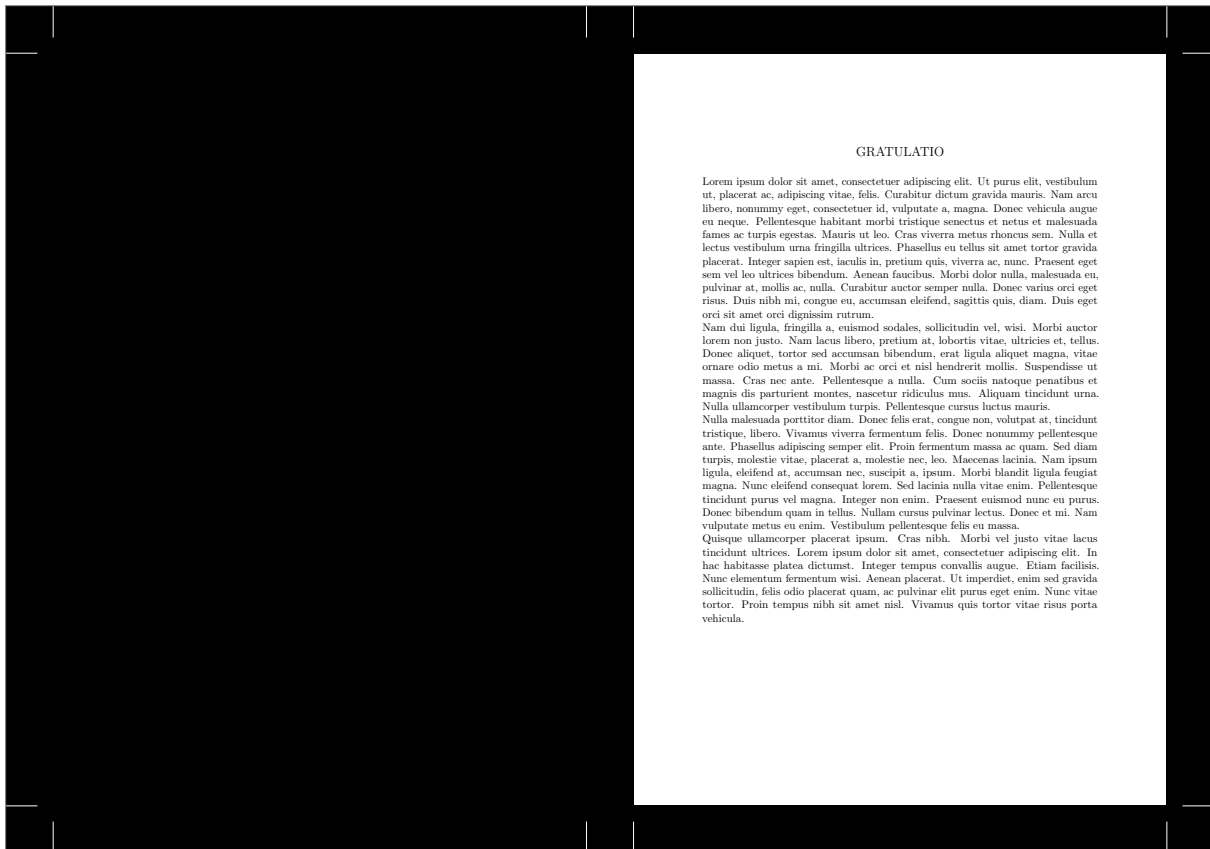 GRATULATIO
Lorem ipsum dolor sit amet, consectetuer adipiscing elit. Ut purus elit, vestibulum
ut, placerat ac, adipiscing vitae, felis. Curabitur dictum gravida mauris. Nam arcu
libero, nonummy eget, consectetuer id, vulputate a, magna. Donec vehicula augue
eu neque. Pellentesque habitant morbi tristique senectus et netus et malesuada
fames ac turpis egestas. Mauris ut leo. Cras viverra metus rhoncus sem. Nulla et
lectus vestibulum urna fringilla ultrices. Phasellus eu tellus sit amet tortor gravida
placerat. Integer sapien est, iaculis in, pretium quis, viverra ac, nunc. Praesent eget
sem vel leo ultrices bibendum. Aenean faucibus. Morbi dolor nulla, malesuada eu,
pulvinar at, mollis ac, nulla. Curabitur auctor semper nulla. Donec varius orci eget
risus. Duis nibh mi, congue eu, accumsan eleifend, sagittis quis, diam. Duis eget
orci sit amet orci dignissim rutrum.
Nam dui ligula, fringilla a, euismod sodales, sollicitudin vel, wisi. Morbi auctor
lorem non justo. Nam lacus libero, pretium at, lobortis vitae, ultricies et, tellus.
Donec aliquet, tortor sed accumsan bibendum, erat ligula aliquet magna, vitae
ornare odio metus a mi. Morbi ac orci et nisl hendrerit mollis. Suspendisse ut
massa. Cras nec ante. Pellentesque a nulla. Cum sociis natoque penatibus et
magnis dis parturient montes, nascetur ridiculus mus. Aliquam tincidunt urna.
Nulla ullamcorper vestibulum turpis. Pellentesque cursus luctus mauris.
Nulla malesuada porttitor diam. Donec felis erat, congue non, volutpat at, tincidunt
tristique, libero. Vivamus viverra fermentum felis. Donec nonummy pellentesque
ante. Phasellus adipiscing semper elit. Proin fermentum massa ac quam. Sed diam
turpis, molestie vitae, placerat a, molestie nec, leo. Maecenas lacinia. Nam ipsum
ligula, eleifend at, accumsan nec, suscipit a, ipsum. Morbi blandit ligula feugiat
magna. Nunc eleifend consequat lorem. Sed lacinia nulla vitae enim. Pellentesque
tincidunt purus vel magna. Integer non enim. Praesent euismod nunc eu purus.
Donec bibendum quam in tellus. Nullam cursus pulvinar lectus. Donec et mi. Nam
vulputate metus eu enim. Vestibulum pellentesque felis eu massa.
Quisque ullamcorper placerat ipsum. Cras nibh. Morbi vel justo vitae lacus
tincidunt ultrices. Lorem ipsum dolor sit amet, consectetuer adipiscing elit. In
hac habitasse platea dictumst. Integer tempus convallis augue. Etiam facilisis.
Nunc elementum fermentum wisi. Aenean placerat. Ut imperdiet, enim sed gravida
sollicitudin, felis odio placerat quam, ac pulvinar elit purus eget enim. Nunc vitae
tortor. Proin tempus nibh sit amet nisl. Vivamus quis tortor vitae risus porta
vehicula.